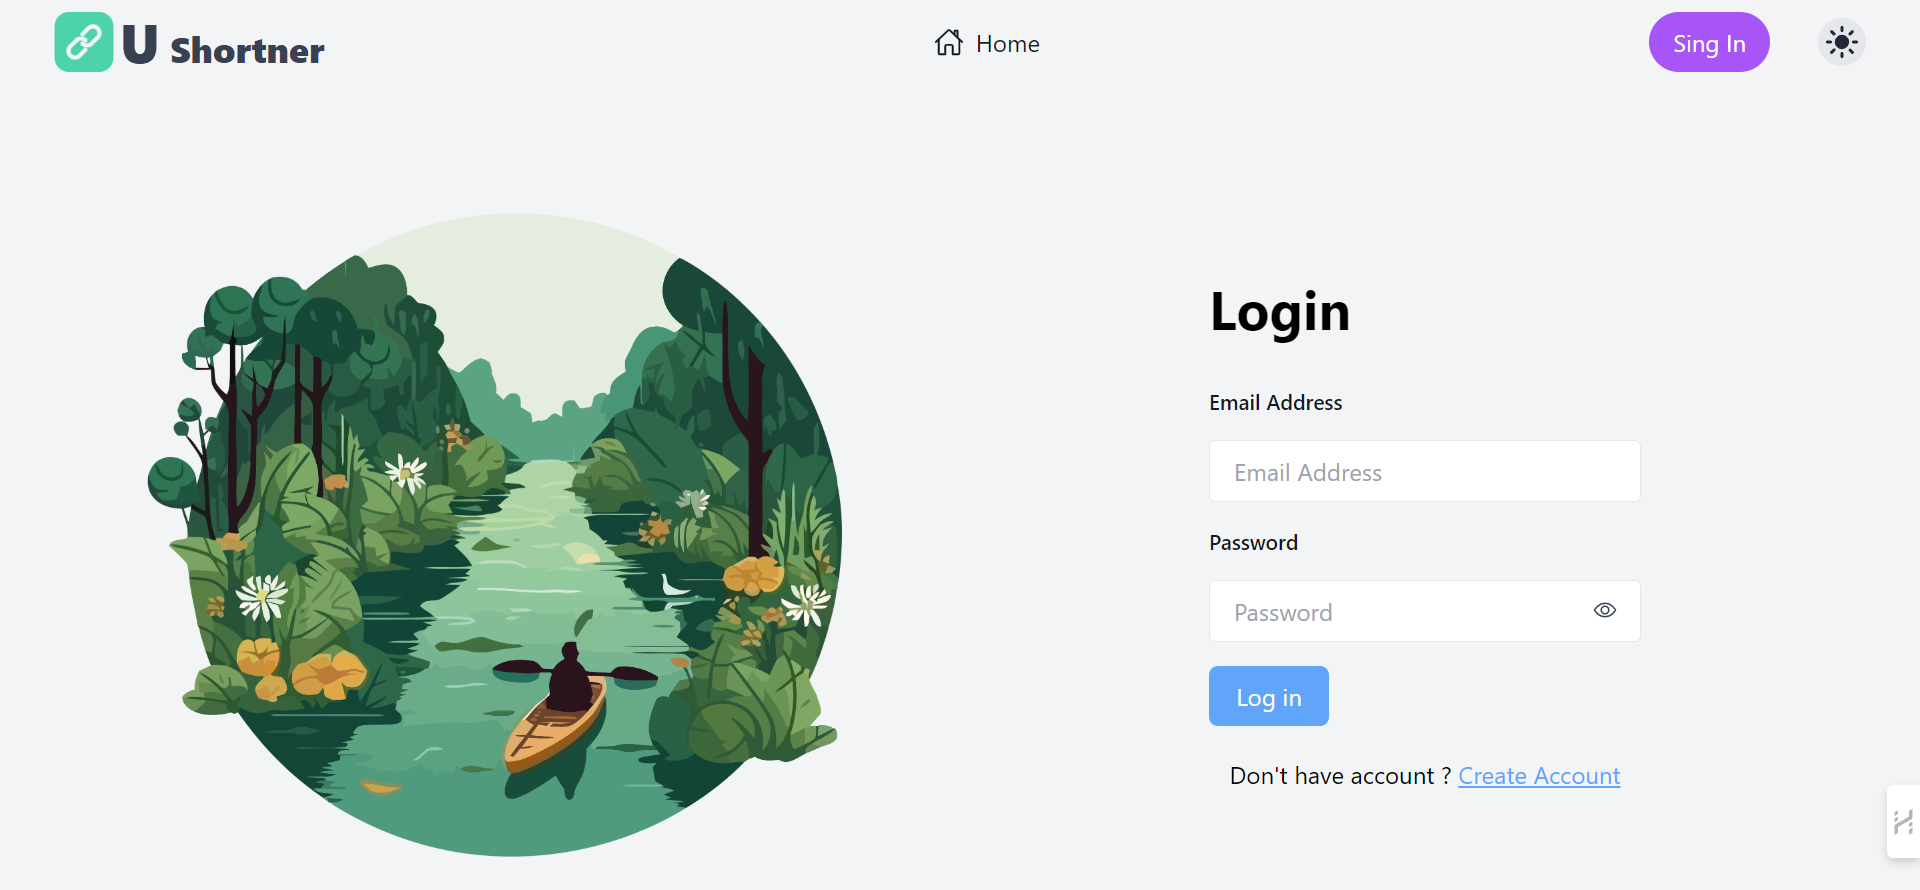 U Shortner
Home
Sing In
Login
Email Address
Email Address
Password
Password
Log in
Don't have account ? Create Account